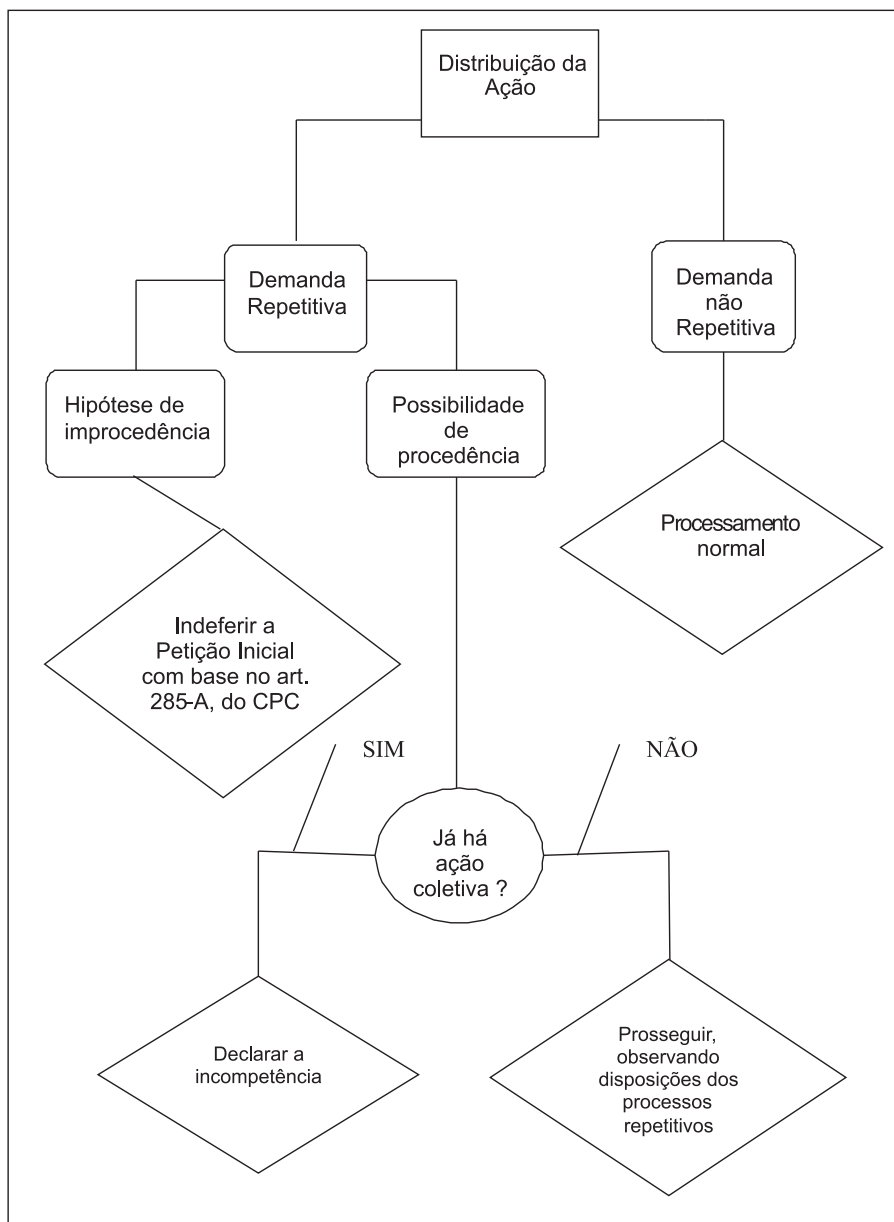 Distribuição da
Ação
Demanda
Repetitiva
Demanda
não
Repetitiva
Hipótese de
improcedência
Possibilidade
de
procedência
Processamento
normal
Indeferir a
Petição Inicial
com base no art.
285-A, do CPC
SIM
NÃO
Já há
ação
coletiva ?
Declarar a
incompetência
Prosseguir,
observando
disposições dos
processos
repetitivos